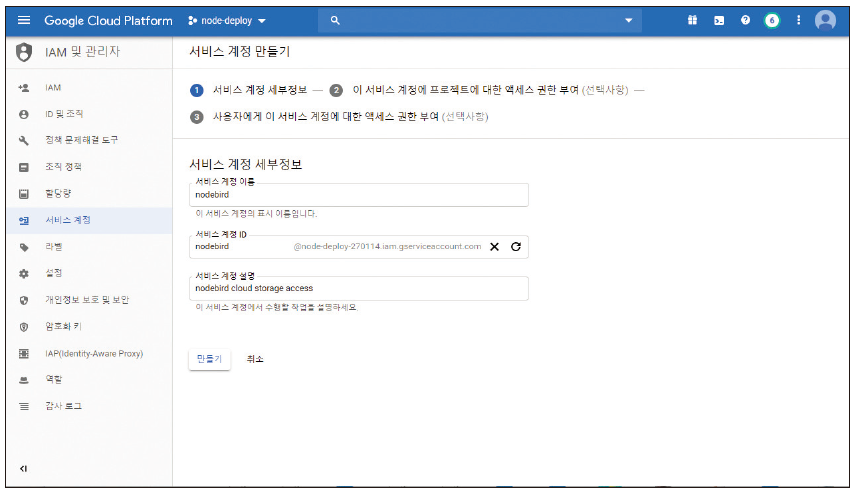 Google Cloud Platform
node-deploy
6
IAM 및 관리자
서비스 계정 만들기
IAM
ID 및 조직
정책 문제해결 도구
조직 정책
할당량
서비스 계정
라벨
설정
개인정보 보호 및 보안
암호화 키
IAP(Identity-Aware Proxy)
역할
감사 로그
1 서비스 계정 세부정보 — 2 이 서비스 계정에 프로젝트에 대한 액세스 권한 부여 (선택사항) —
3 사용자에게 이 서비스 계정에 대한 액세스 권한 부여 (선택사항)
서비스 계정 세부정보
서비스 계정 이름
nodebird
이 서비스 계정의 표시 이름입니다.
서비스 계정 ID
nodebird @node-deploy-270114.iam.gserviceaccount.com
서비스 계정 설명
nodebird cloud storage access
이 서비스 계정에서 수행할 작업을 설명하세요.
만들기 취소